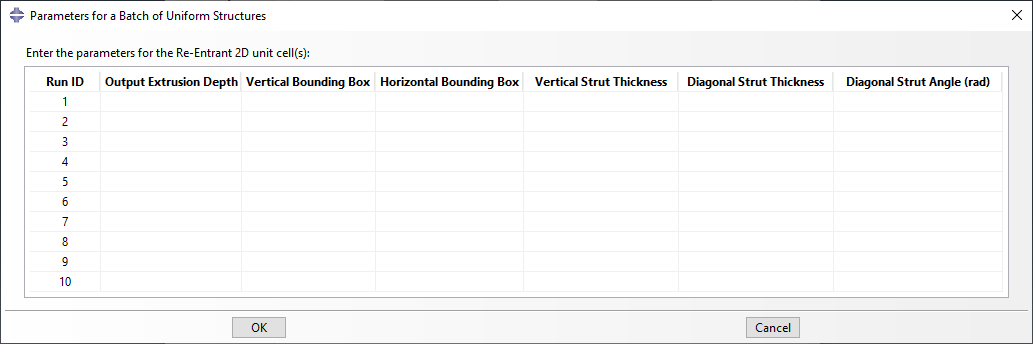 Parameters for a Batch of Uniform Structures
Enter the parameters for the Re-Entrant 2D unit cell(s):
Run ID Output Extrusion Depth Vertical Bounding Box Horizontal Bounding Box Vertical Strut Thickness Diagonal Strut Thickness Diagonal Strut Angle (rad)
1
2
3
4
5
6
7
8
9
10
OK Cancel